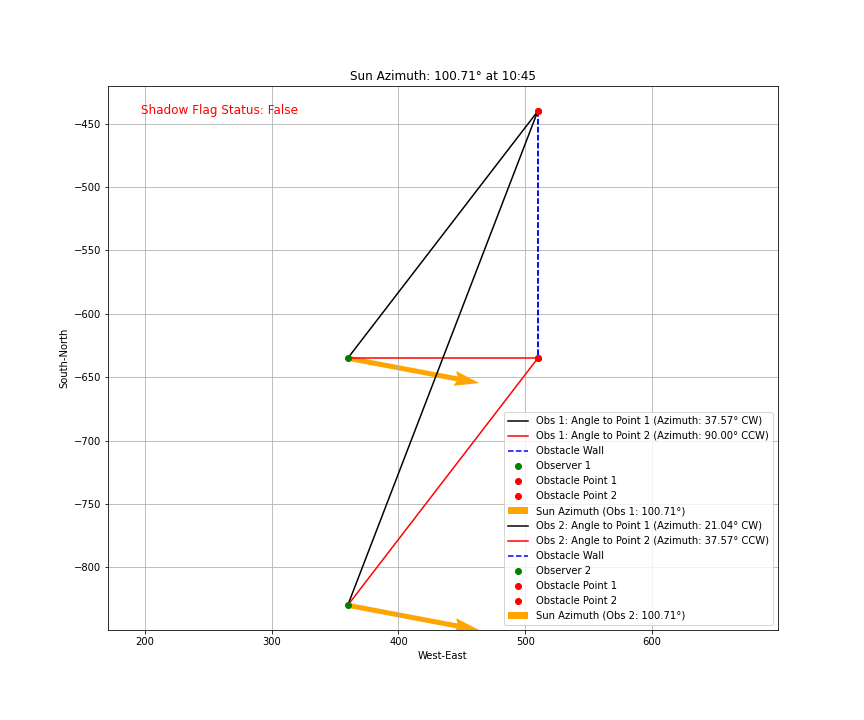 Sun Azimuth: 100.71° at 10:45
Shadow Flag Status: False
−450
−500
−550
−600
−650
−700
−750
−800
South-North
Obs 1: Angle to Point 1 (Azimuth: 37.57° CW)
Obs 1: Angle to Point 2 (Azimuth: 90.00° CCW)
Obstacle Wall
Observer 1
Obstacle Point 1
Obstacle Point 2
Sun Azimuth (Obs 1: 100.71°)
Obs 2: Angle to Point 1 (Azimuth: 21.04° CW)
Obs 2: Angle to Point 2 (Azimuth: 37.57° CCW)
Obstacle Wall
Observer 2
Obstacle Point 1
Obstacle Point 2
Sun Azimuth (Obs 2: 100.71°)
200
300
400
500
600
West-East